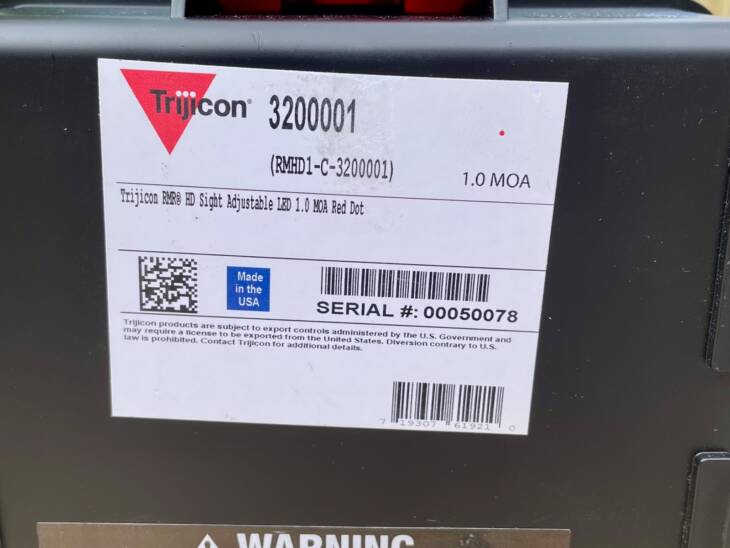 Trijicon®
3200001
(RMHD1-C-3200001)
1.0 MOA
Trijicon RMR® HD Sight Adjustable LED 1.0 MOA Red Dot
Made
in the
USA
SERIAL #: 00050078
Trijicon products are subject to export controls administered by the U.S. Government and
may require a license to be exported from the United States. Diversion contrary to U.S.
law is prohibited. Contact Trijicon for additional details.
7 19307 61921 0
WARNING